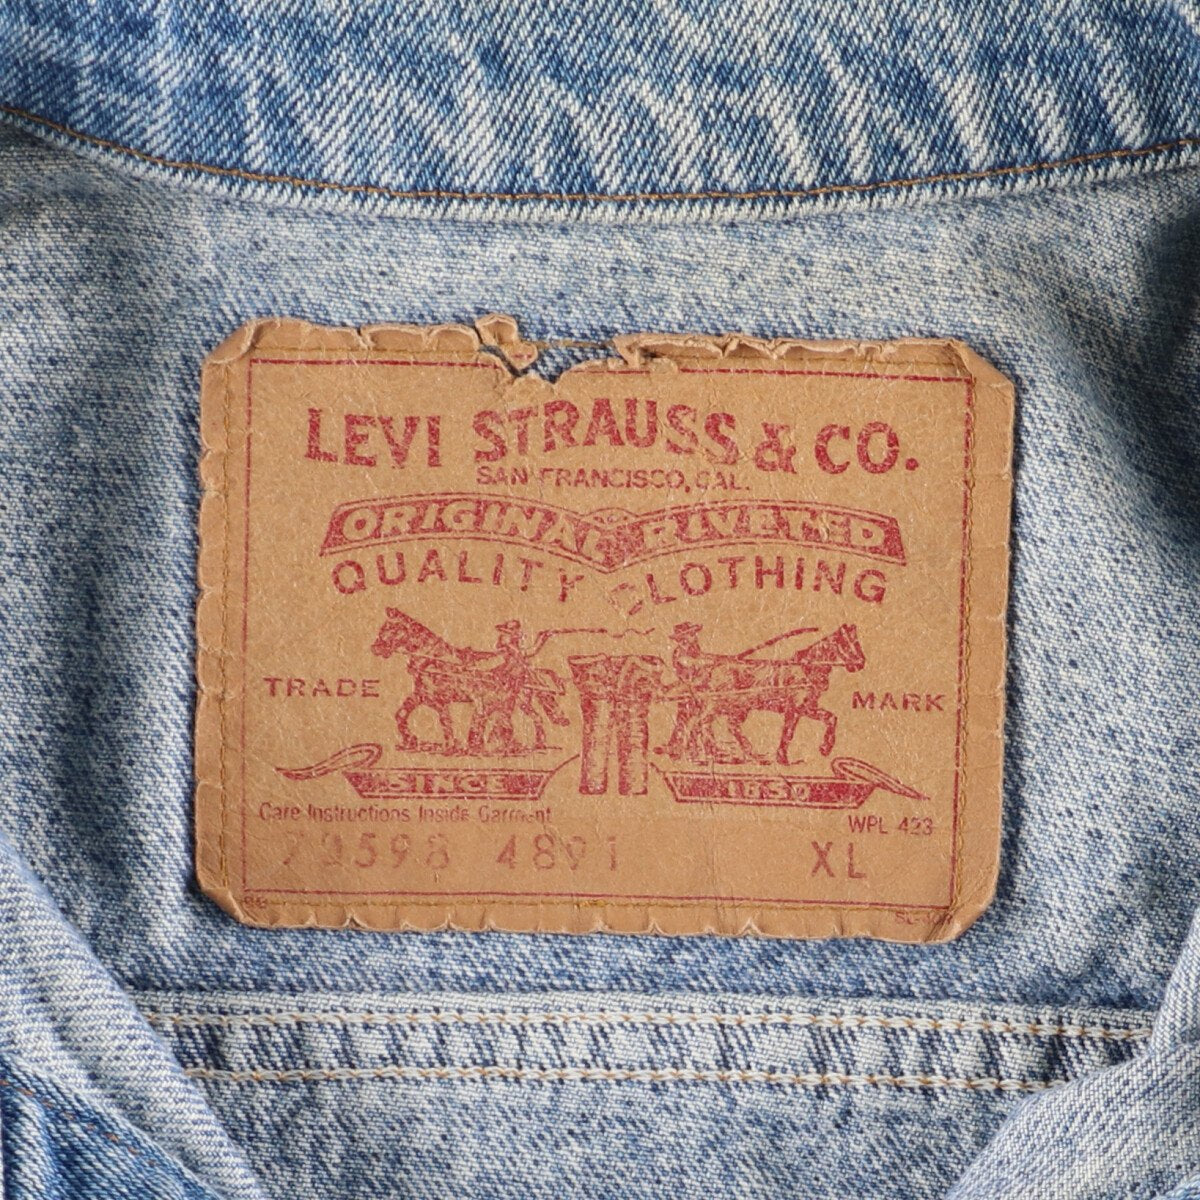 LEVI STRAUSS & CO.
SAN FRANCISCO, CAL.
ORIGINAL RIVETED
QUALITY CLOTHING
TRADE MARK
SINCE 1850
Care Instructions Inside Garment
WPL 423
70598 4891 XL